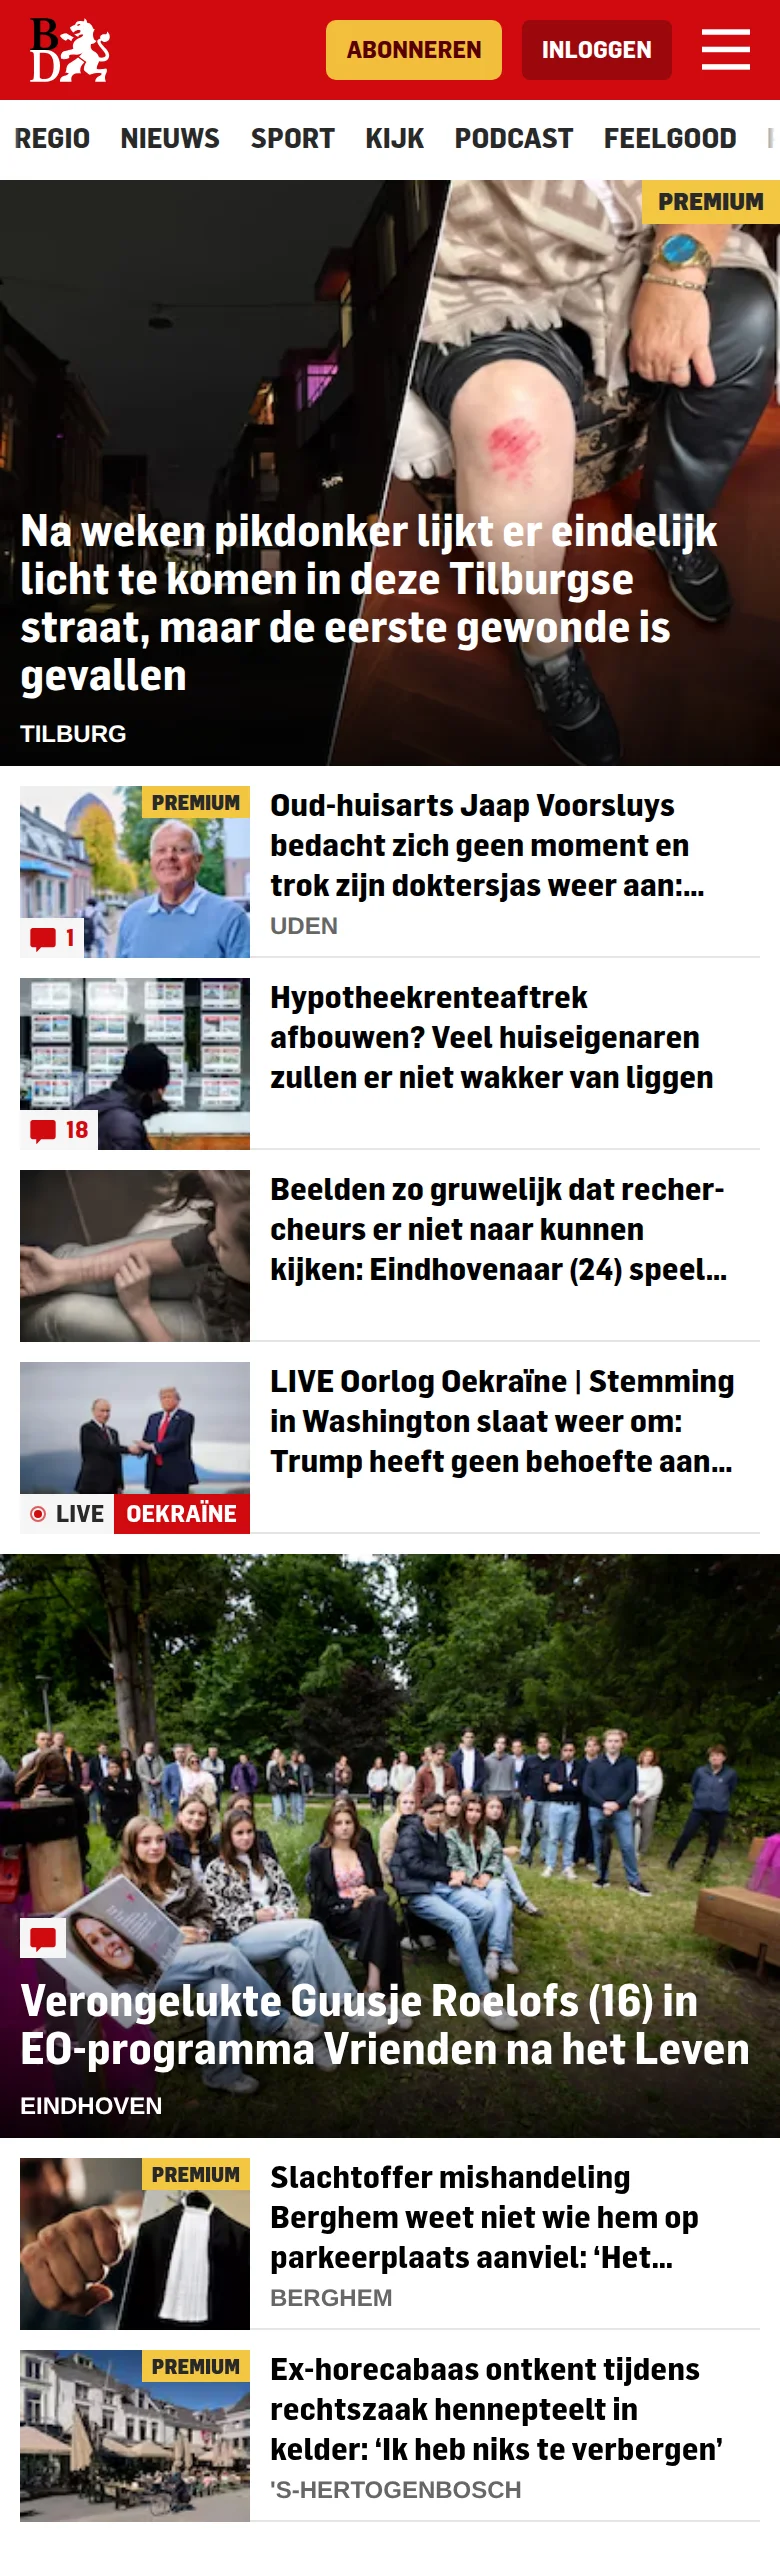 BD
ABONNEREN
INLOGGEN
REGIO NIEUWS SPORT KIJK PODCAST FEELGOOD
PREMIUM
Na weken pikdonker lijkt er eindelijk
licht te komen in deze Tilburgse
straat, maar de eerste gewonde is
gevallen
TILBURG
PREMIUM
1
Oud-huisarts Jaap Voorsluys
bedacht zich geen moment en
trok zijn doktersjas weer aan:...
UDEN
18
Hypotheekrenteaftrek
afbouwen? Veel huiseigenaren
zullen er niet wakker van liggen
Beelden zo gruwelijk dat recher-
cheurs er niet naar kunnen
kijken: Eindhovenaar (24) speel...
LIVE OEKRAÏNE
LIVE Oorlog Oekraïne | Stemming
in Washington slaat weer om:
Trump heeft geen behoefte aan...
Verongelukte Guusje Roelofs (16) in
EO-programma Vrienden na het Leven
EINDHOVEN
PREMIUM
Slachtoffer mishandeling
Berghem weet niet wie hem op
parkeerplaats aanviel: ‘Het...
BERGHEM
PREMIUM
Ex-horecabaas ontkent tijdens
rechtszaak hennepteelt in
kelder: ‘Ik heb niks te verbergen’
'S-HERTOGENBOSCH